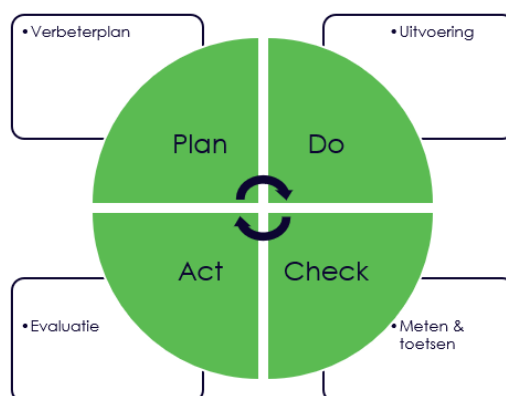 • Verbeterplan
• Uitvoering
Plan
Do
Act
Check
• Evaluatie
• Meten &
toetsen